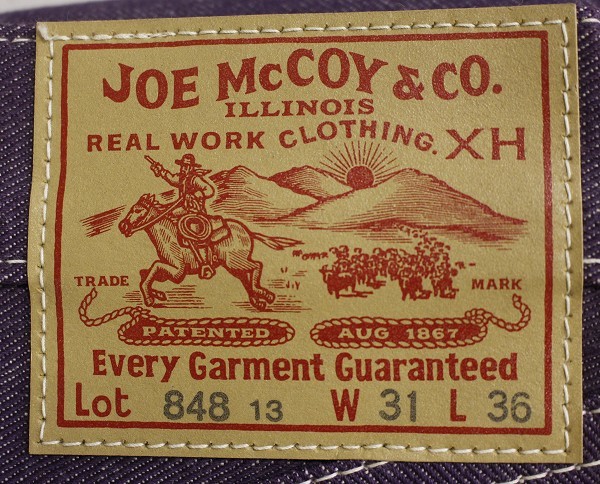 JOE McCOY & CO.
ILLINOIS
REAL WORK CLOTHING. XH
TRADE MARK
PATENTED AUG. 1867
Every Garment Guaranteed
Lot 848 13 W 31 L 36